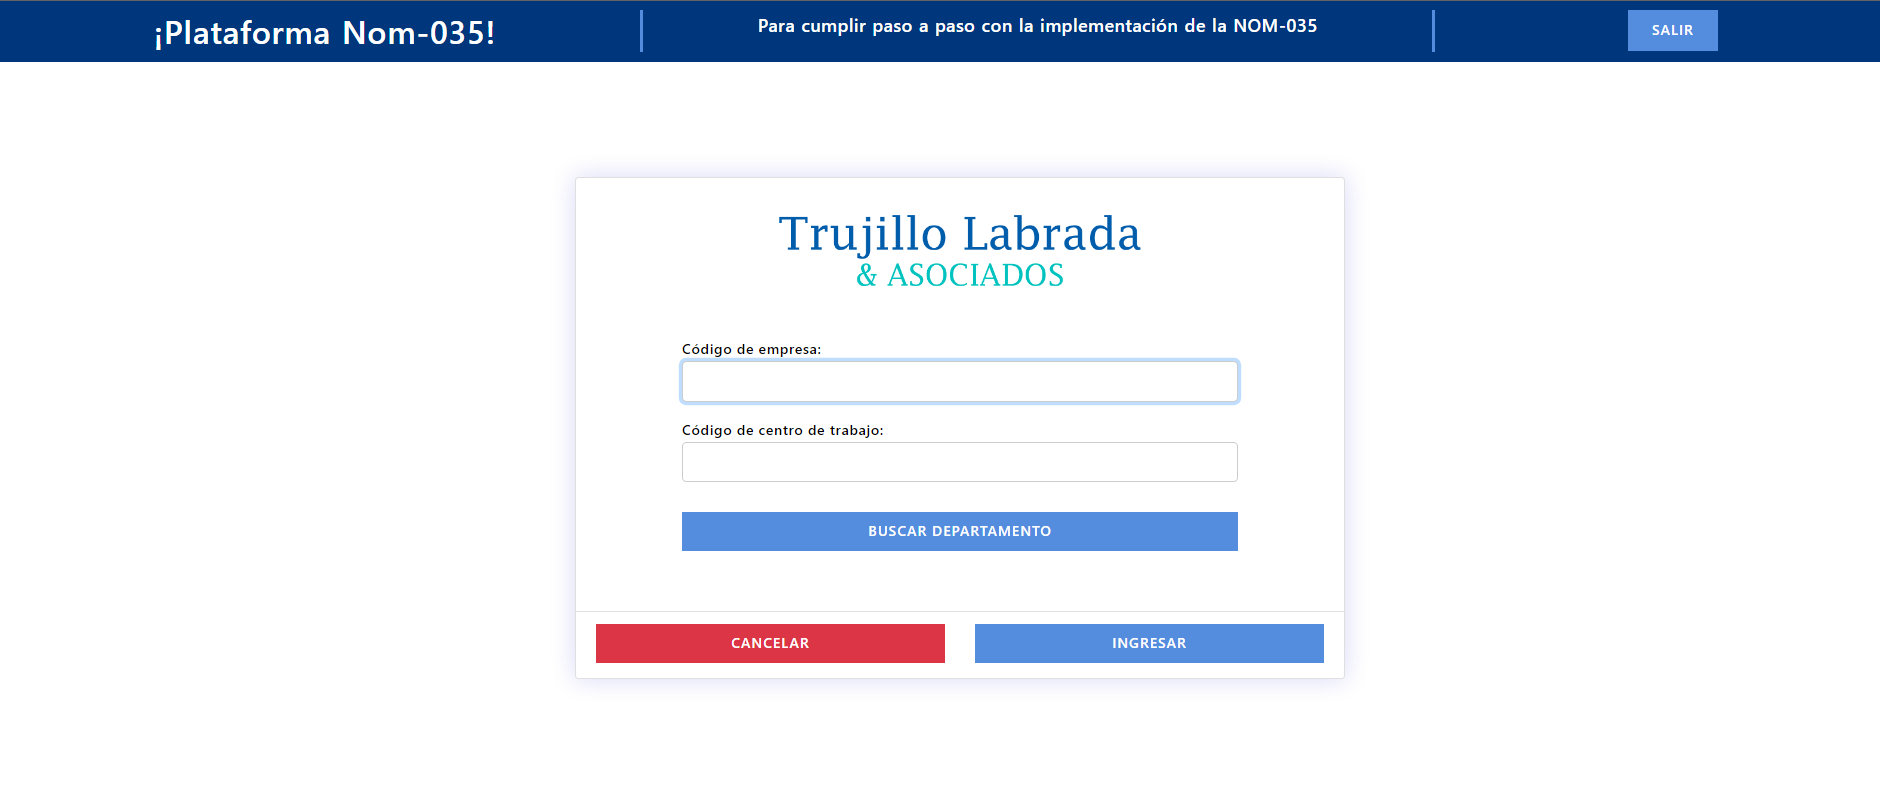 ¡Plataforma Nom-035!
Para cumplir paso a paso con la implementación de la NOM-035
SALIR
Trujillo Labrada
& ASOCIADOS
Código de empresa:
Código de centro de trabajo:
BUSCAR DEPARTAMENTO
CANCELAR
INGRESAR